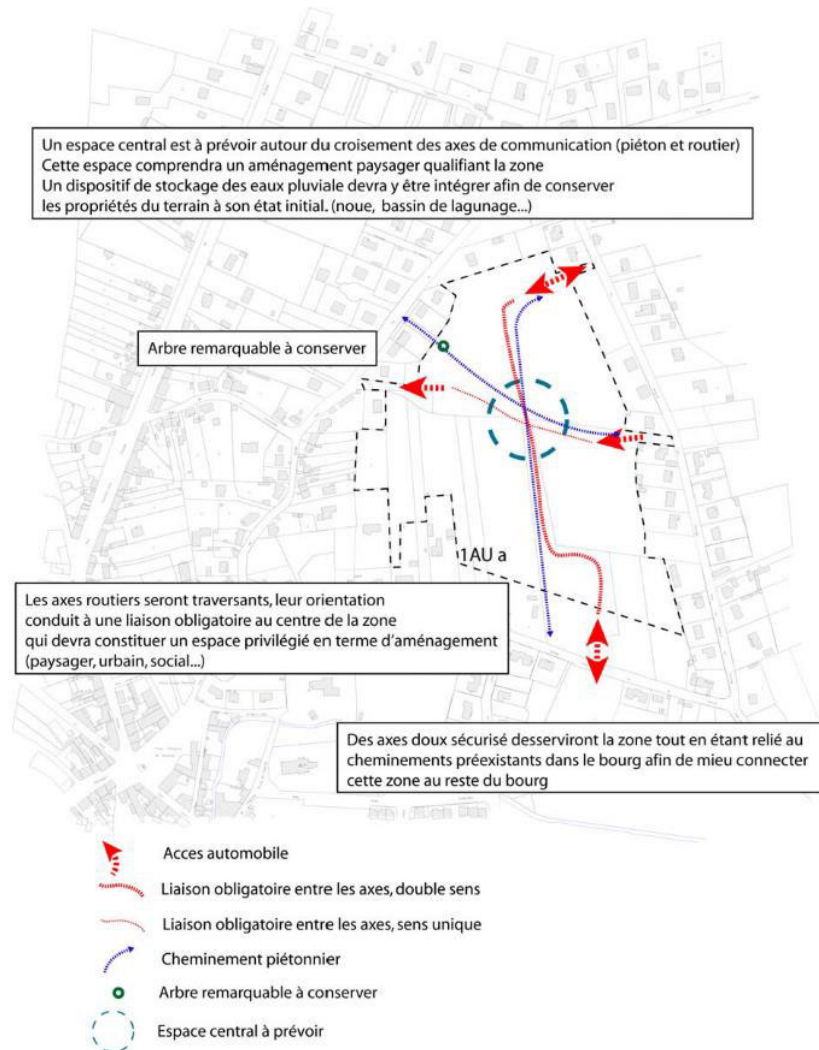 Un espace central est à prévoir autour du croisement des axes de communication (piéton et routier)
Cette espace comprendra un aménagement paysager qualifiant la zone
Un dispositif de stockage des eaux pluviale devra y être intégrer afin de conserver
les propriétés du terrain à son état initial. (noue, bassin de lagunage...)
Arbre remarquable à conserver
1AU a
Les axes routiers seront traversants, leur orientation
conduit à une liaison obligatoire au centre de la zone
qui devra constituer un espace privilégié en terme d'aménagement
(paysager, urbain, social...)
Des axes doux sécurisé desserviront la zone tout en étant relié au
cheminements préexistants dans le bourg afin de mieu connecter
cette zone au reste du bourg
Acces automobile
Liaison obligatoire entre les axes, double sens
Liaison obligatoire entre les axes, sens unique
Cheminement piétonnier
Arbre remarquable à conserver
Espace central à prévoir